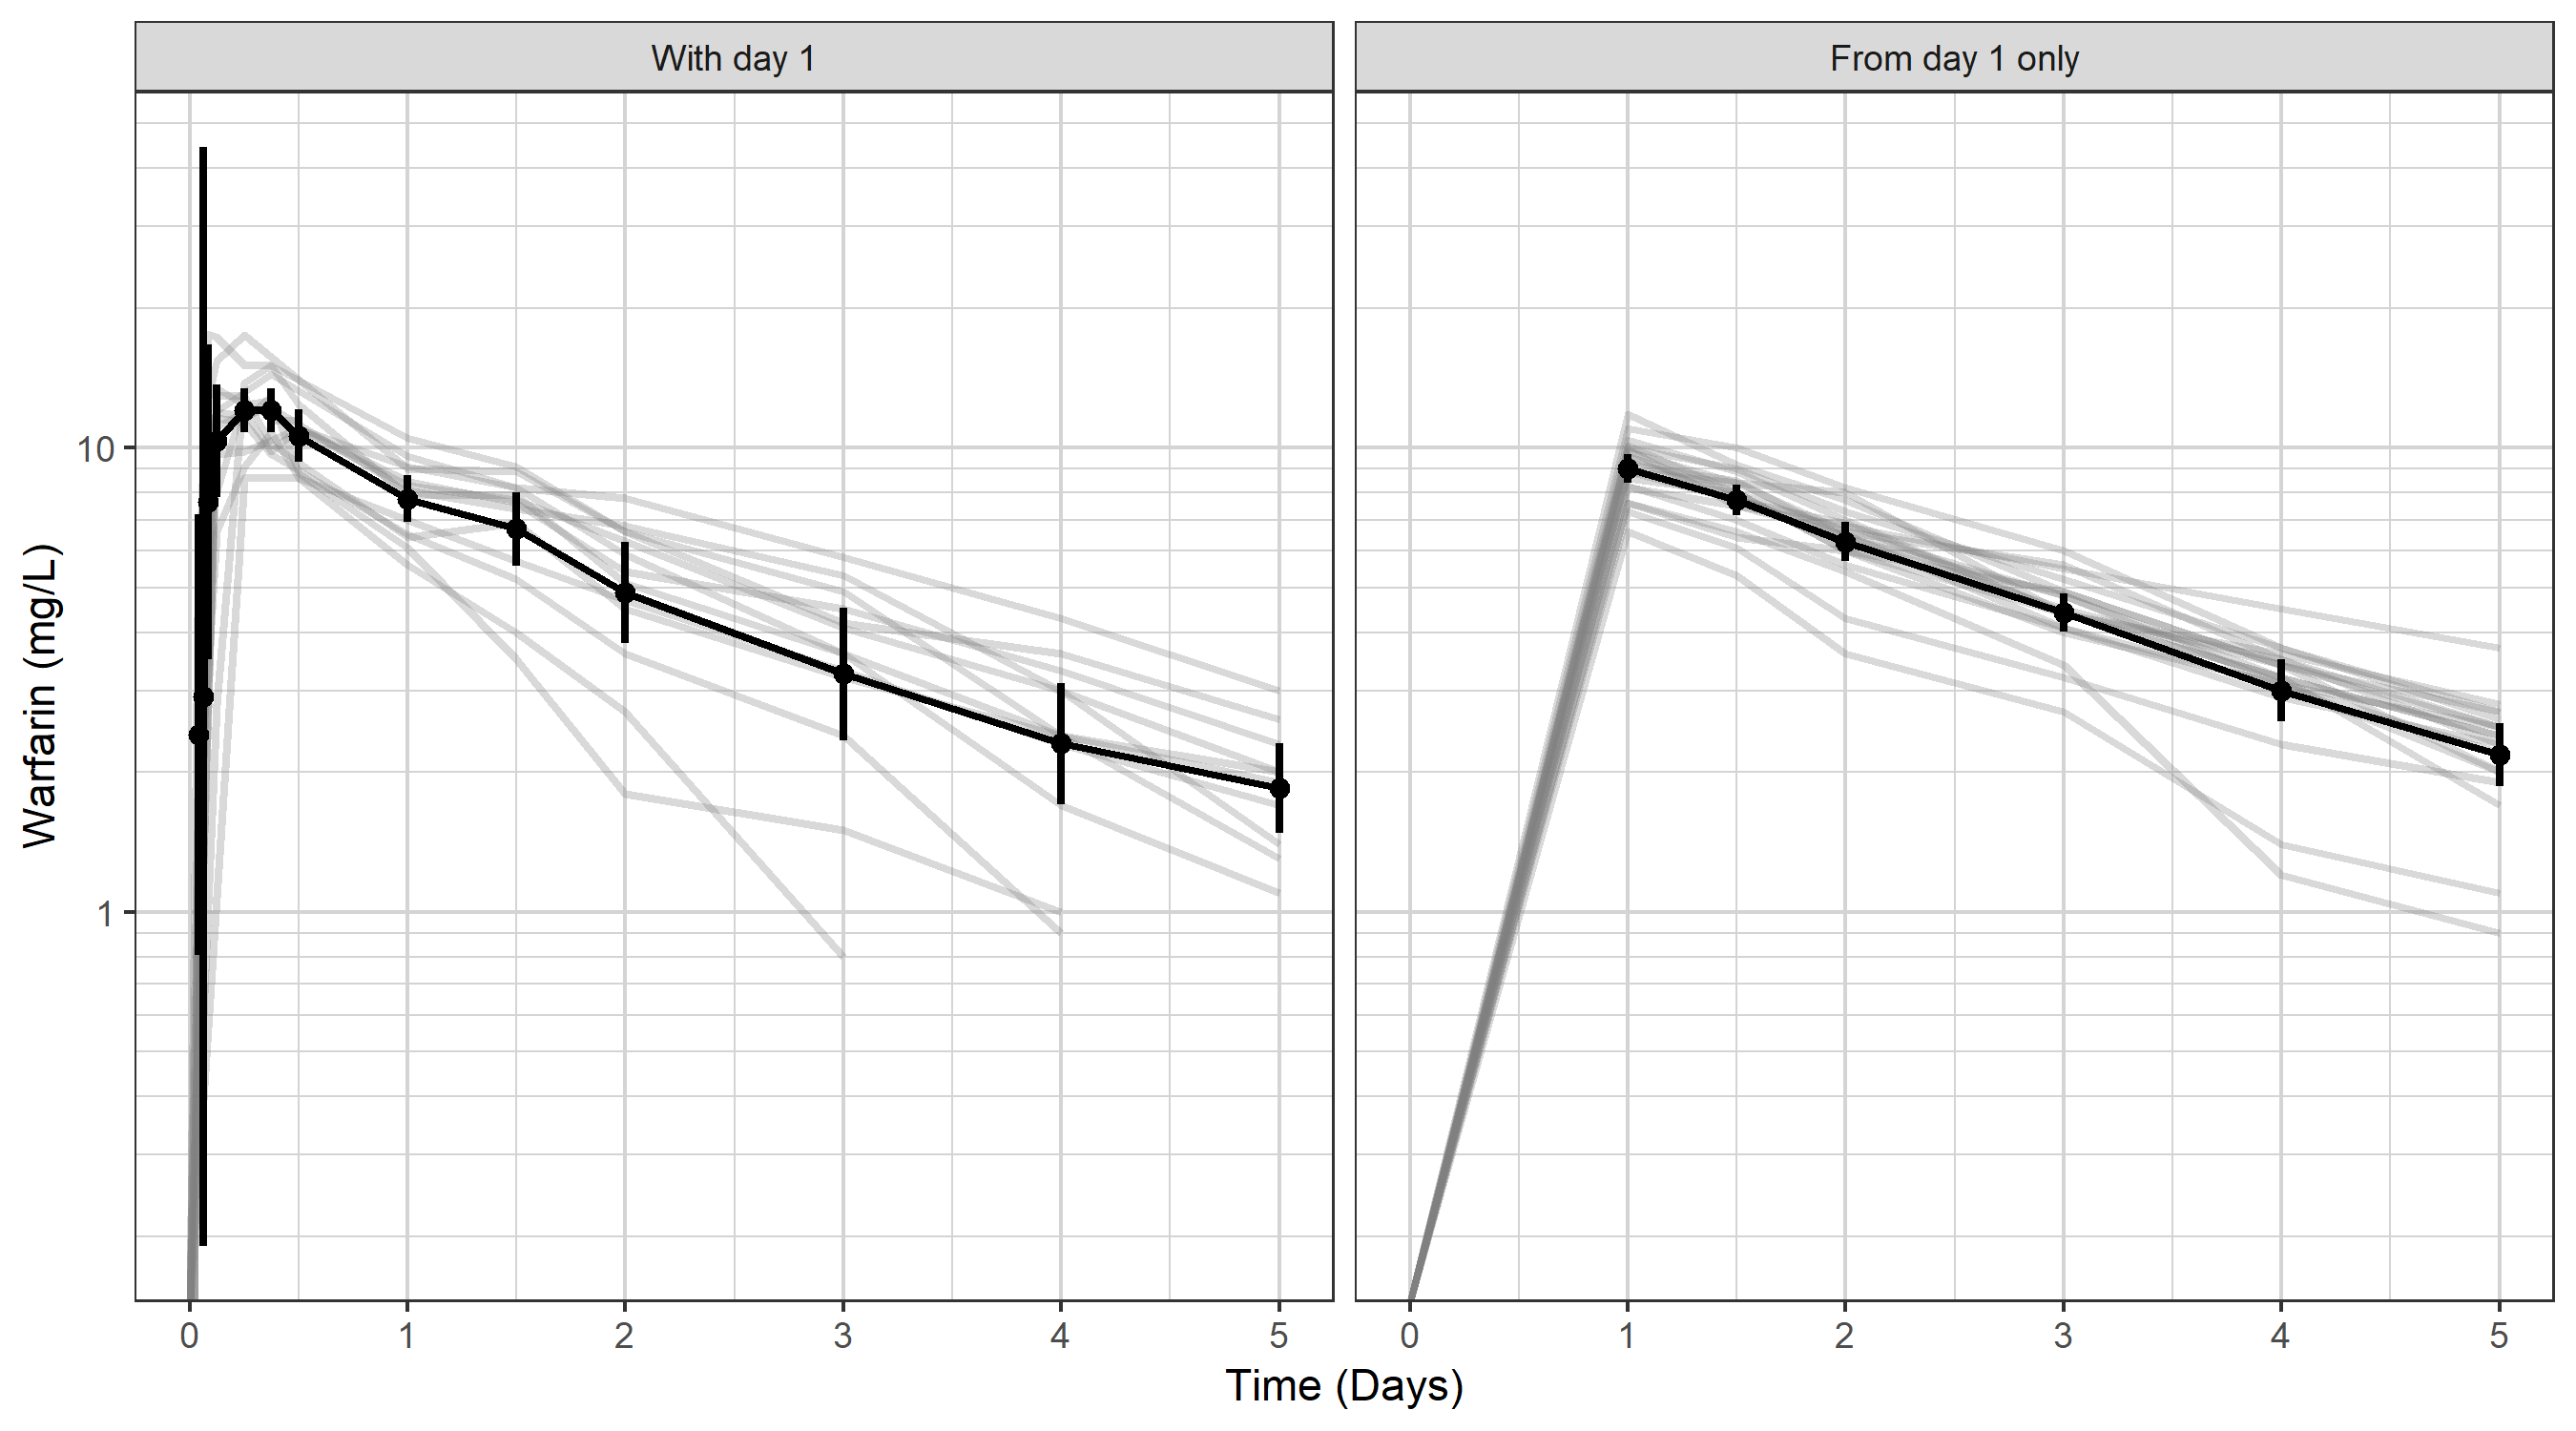 With day 1
From day 1 only
Warfarin (mg/L)
10
1
0 1 2 3 4 5
0 1 2 3 4 5
Time (Days)